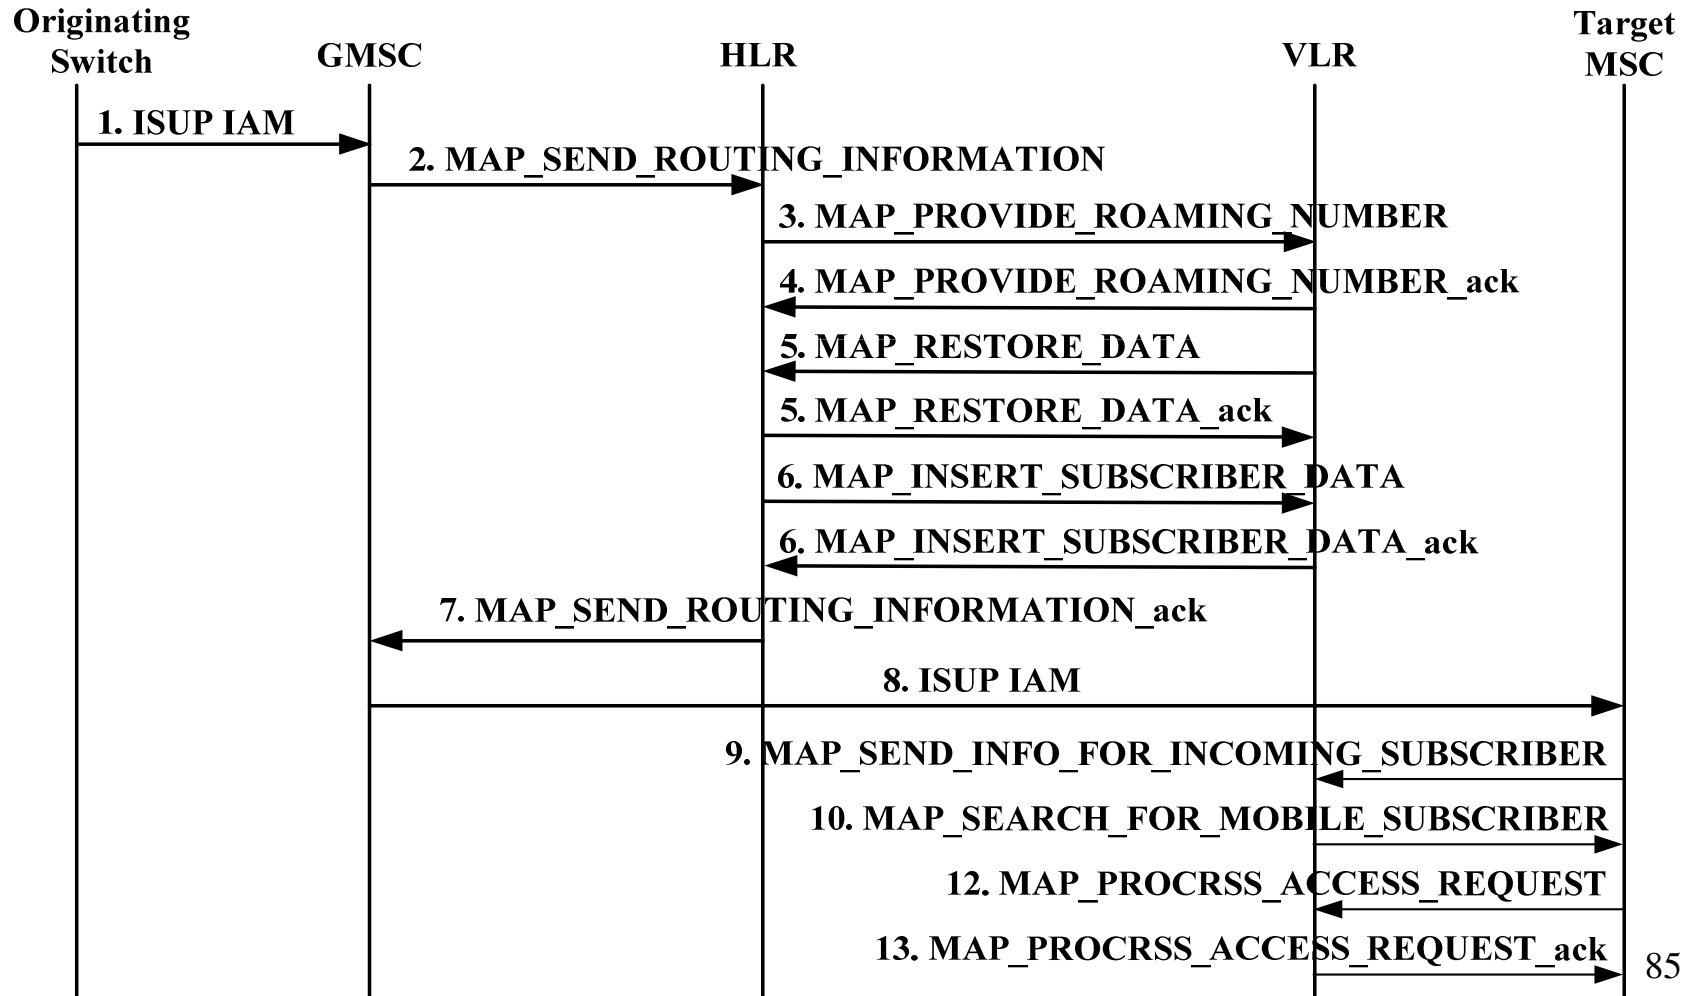 Originating
Switch
GMSC
HLR
VLR
Target
MSC
1. ISUP IAM
2. MAP_SEND_ROUTING_INFORMATION
3. MAP_PROVIDE_ROAMING_NUMBER
4. MAP_PROVIDE_ROAMING_NUMBER_ack
5. MAP_RESTORE_DATA
5. MAP_RESTORE_DATA_ack
6. MAP_INSERT_SUBSCRIBER_DATA
6. MAP_INSERT_SUBSCRIBER_DATA_ack
7. MAP_SEND_ROUTING_INFORMATION_ack
8. ISUP IAM
9. MAP_SEND_INFO_FOR_INCOMING_SUBSCRIBER
10. MAP_SEARCH_FOR_MOBILE_SUBSCRIBER
12. MAP_PROCRSS_ACCESS_REQUEST
13. MAP_PROCRSS_ACCESS_REQUEST_ack
85